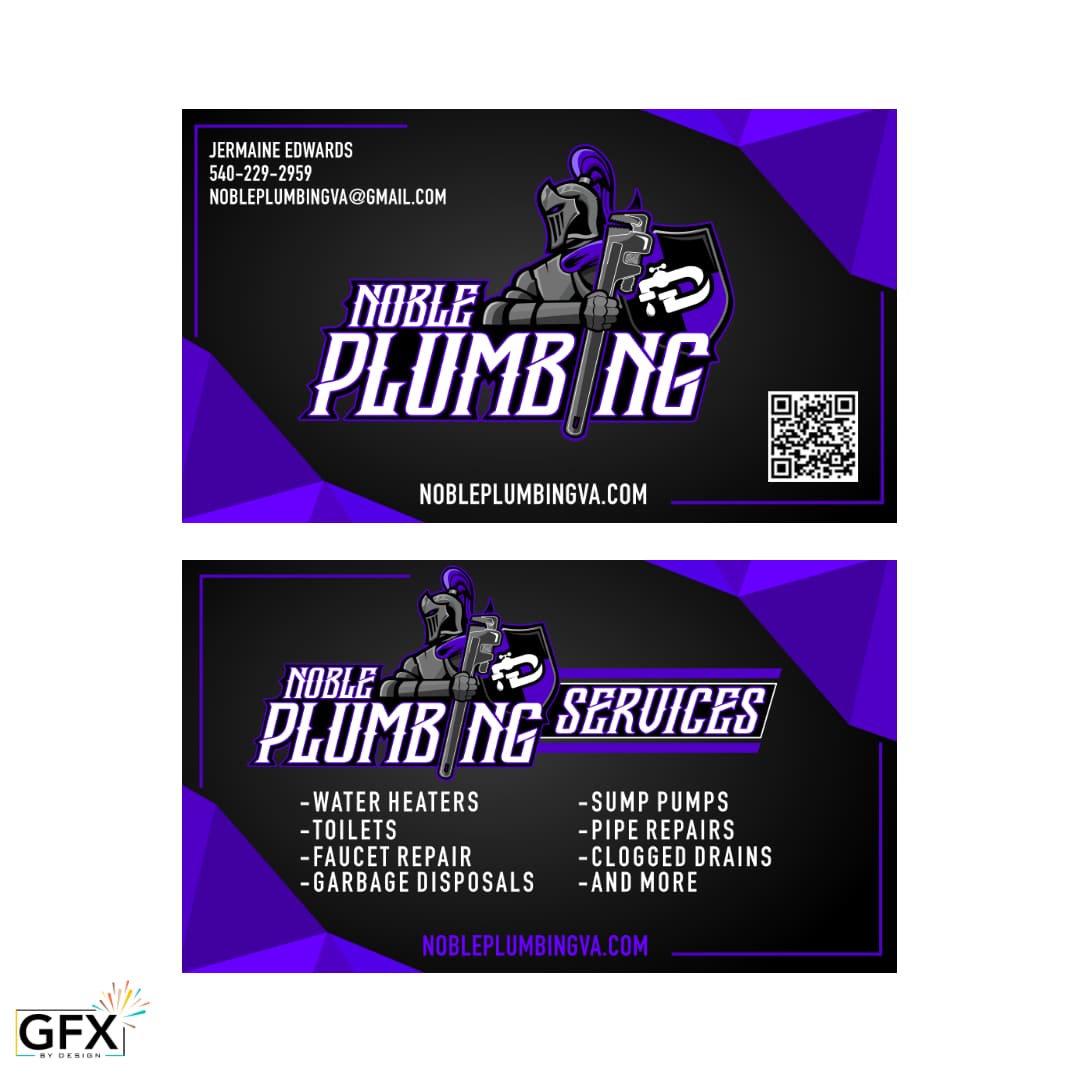 JERMAINE EDWARDS
540-229-2959
NOBLEPLUMBINGVA@GMAIL.COM
NOBLE
PLUMBING
NOBLEPLUMBINGVA.COM
NOBLE
PLUMBING
SERVICES
-WATER HEATERS
-TOILETS
-FAUCET REPAIR
-GARBAGE DISPOSALS
-SUMP PUMPS
-PIPE REPAIRS
-CLOGGED DRAINS
-AND MORE
NOBLEPLUMBINGVA.COM
GFX
BY DESIGN